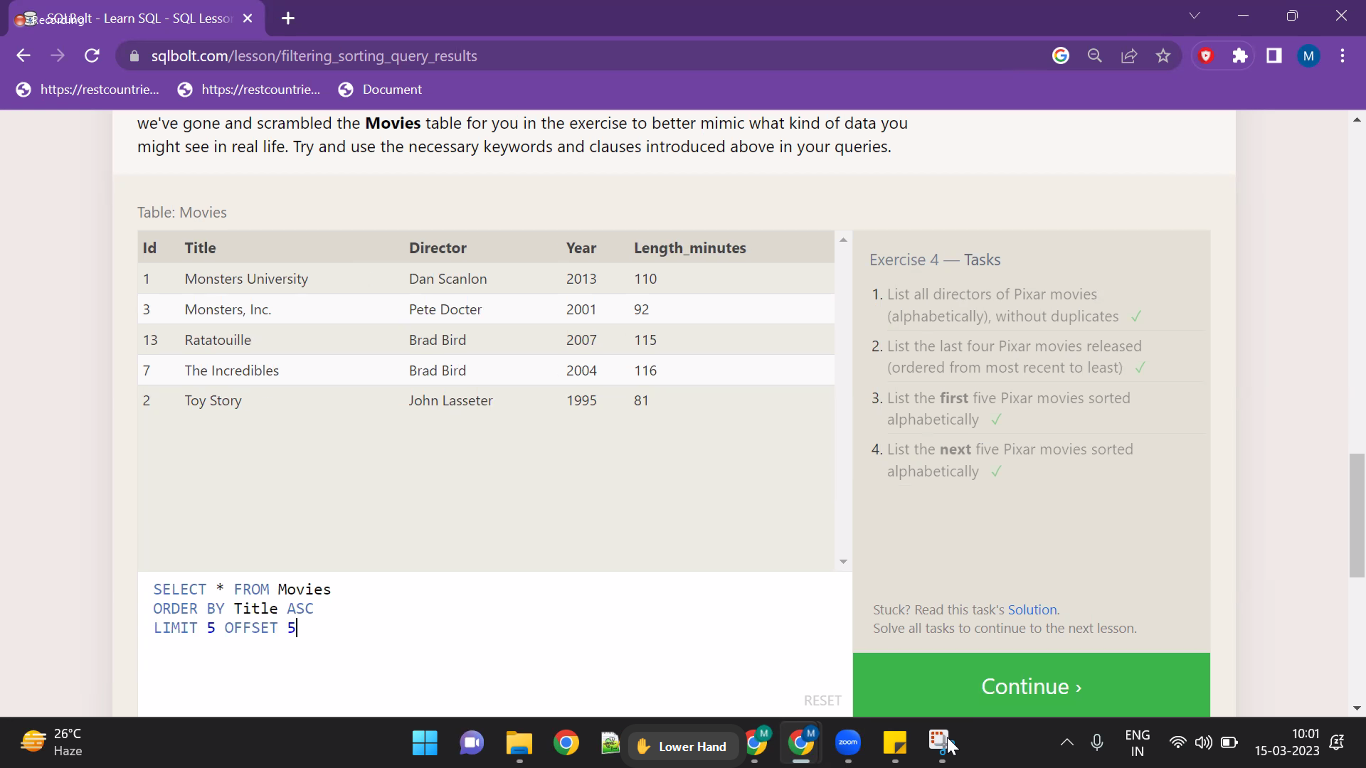 Recording
SQLBolt - Learn SQL - SQL Lesso
sqlbolt.com/lesson/filtering_sorting_query_results
M
https://restcountrie...
https://restcountrie...
Document
we've gone and scrambled the Movies table for you in the exercise to better mimic what kind of data you
might see in real life. Try and use the necessary keywords and clauses introduced above in your queries.
Table: Movies
Id Title Director Year Length_minutes
1 Monsters University Dan Scanlon 2013 110
3 Monsters, Inc. Pete Docter 2001 92
13 Ratatouille Brad Bird 2007 115
7 The Incredibles Brad Bird 2004 116
2 Toy Story John Lasseter 1995 81
SELECT * FROM Movies
ORDER BY Title ASC
LIMIT 5 OFFSET 5
RESET
Exercise 4 — Tasks
1. List all directors of Pixar movies
(alphabetically), without duplicates ✓
2. List the last four Pixar movies released
(ordered from most recent to least) ✓
3. List the first five Pixar movies sorted
alphabetically ✓
4. List the next five Pixar movies sorted
alphabetically ✓
Stuck? Read this task's Solution.
Solve all tasks to continue to the next lesson.
Continue ›
26°C
Haze
Lower Hand
M
M
zoom
ENG
IN
10:01
15-03-2023